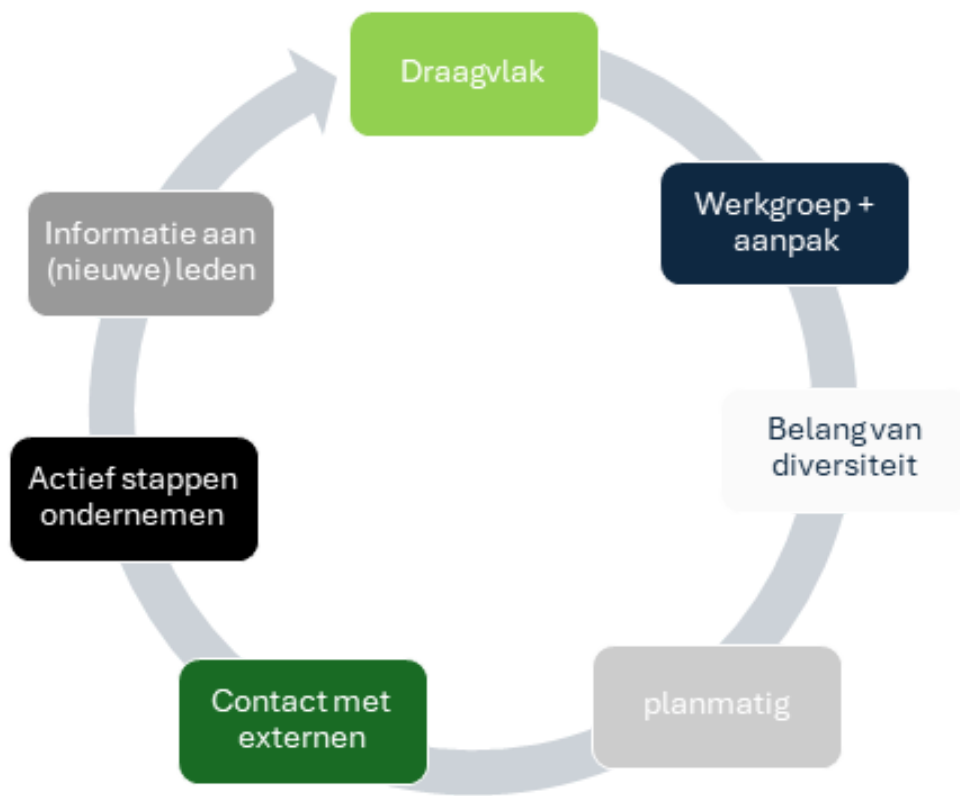 Draagvlak
Werkgroep +
aanpak
Belang van
diversiteit
planmatig
Contact met
externen
Actief stappen
ondernemen
Informatie aan
(nieuwe) leden